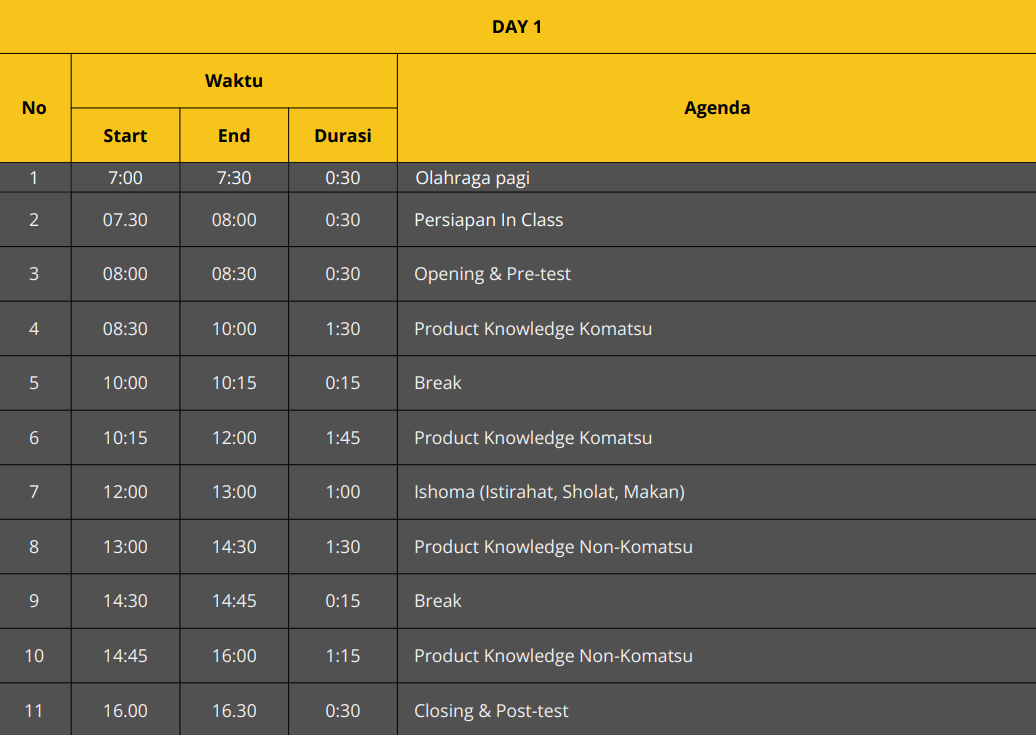 DAY 1
No Waktu Agenda
Start End Durasi
1 7:00 7:30 0:30 Olahraga pagi
2 07.30 08:00 0:30 Persiapan In Class
3 08:00 08:30 0:30 Opening & Pre-test
4 08:30 10:00 1:30 Product Knowledge Komatsu
5 10:00 10:15 0:15 Break
6 10:15 12:00 1:45 Product Knowledge Komatsu
7 12:00 13:00 1:00 Ishoma (Istirahat, Sholat, Makan)
8 13:00 14:30 1:30 Product Knowledge Non-Komatsu
9 14:30 14:45 0:15 Break
10 14:45 16:00 1:15 Product Knowledge Non-Komatsu
11 16.00 16.30 0:30 Closing & Post-test